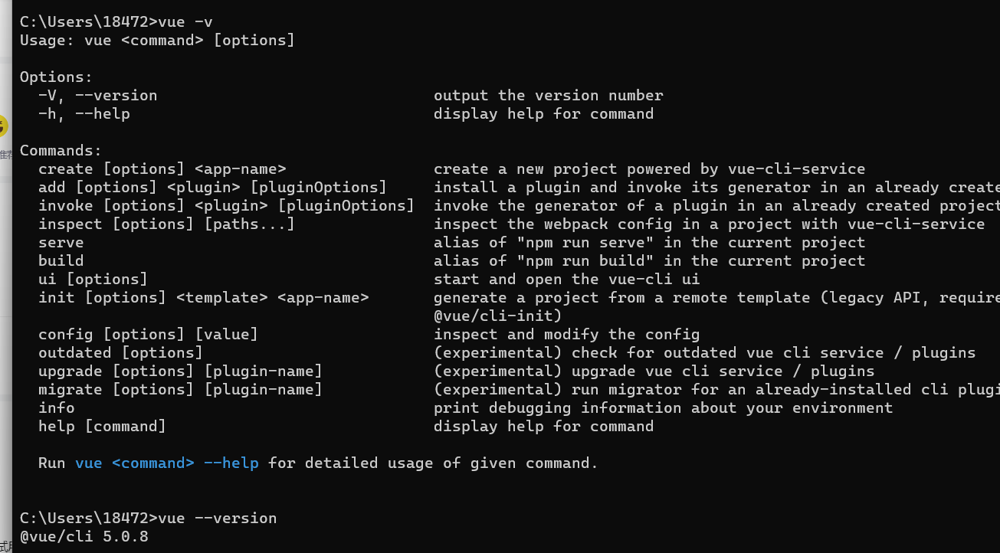 C:\Users\18472>vue -v
Usage: vue <command> [options]
Options:
-V, --version output the version number
-h, --help display help for command
Commands:
create [options] <app-name> create a new project powered by vue-cli-service
add [options] <plugin> [pluginOptions] install a plugin and invoke its generator in an already create
invoke [options] <plugin> [pluginOptions] invoke the generator of a plugin in an already created project
inspect [options] [paths...] inspect the webpack config in a project with vue-cli-service
serve alias of "npm run serve" in the current project
build alias of "npm run build" in the current project
ui [options] start and open the vue-cli ui
init [options] <template> <app-name> generate a project from a remote template (legacy API, require
@vue/cli-init)
config [options] [value] inspect and modify the config
outdated [options] (experimental) check for outdated vue cli service / plugins
upgrade [options] [plugin-name] (experimental) upgrade vue cli service / plugins
migrate [options] [plugin-name] (experimental) run migrator for an already-installed cli plugi
info print debugging information about your environment
help [command] display help for command
Run vue <command> --help for detailed usage of given command.
C:\Users\18472>vue --version
@vue/cli 5.0.8